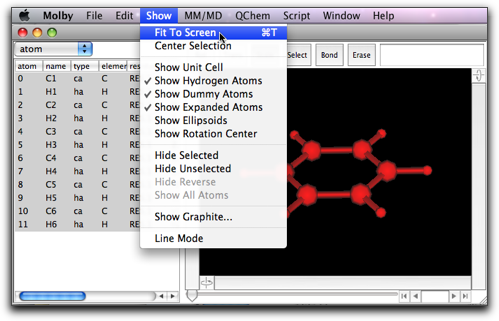 Molby File Edit Show MM/MD QChem Script Window Help
atom
Fit To Screen ⌘T
Center Selection
Show Unit Cell
✓ Show Hydrogen Atoms
✓ Show Dummy Atoms
✓ Show Expanded Atoms
Show Ellipsoids
Show Rotation Center
Hide Selected
Hide Unselected
Hide Reverse
Show All Atoms
Show Graphite...
Line Mode
Select Bond Erase
atom name type elemer res
0 C1 ca C RE
1 H1 ha H RE
2 C2 ca C RE
3 H2 ha H RE
4 C3 ca C RE
5 H3 ha H RE
6 C4 ca C RE
7 H4 ha H RE
8 C5 ca C RE
9 H5 ha H RE
10 C6 ca C RE
11 H6 ha H RE